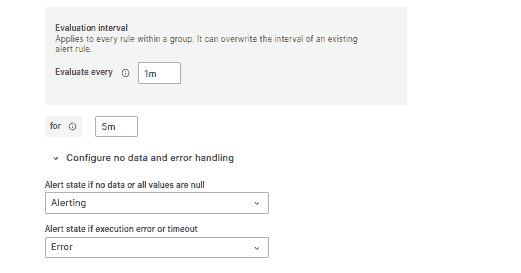 Evaluation interval
Applies to every rule within a group. It can overwrite the interval of an existing
alert rule.
Evaluate every 1m
for 5m
Configure no data and error handling
Alert state if no data or all values are null
Alerting
Alert state if execution error or timeout
Error